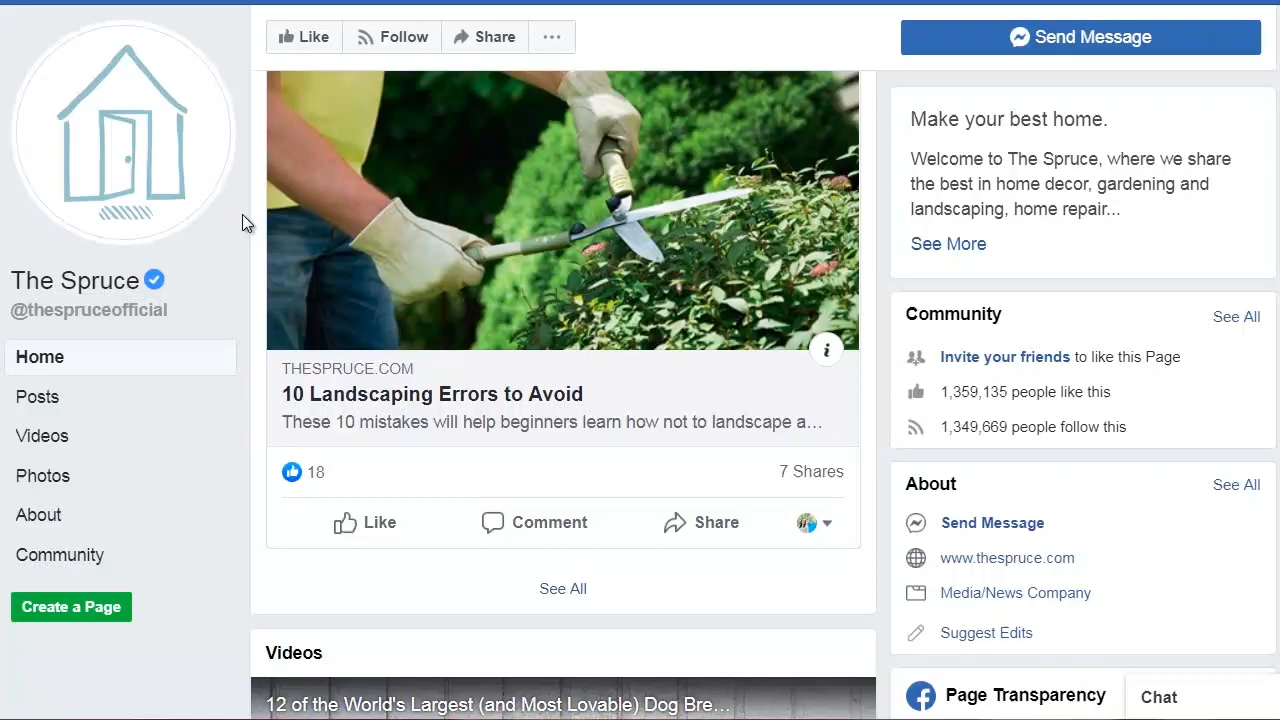 Like
Follow
Share
Send Message
The Spruce
@thespruceofficial
Home
Posts
Videos
Photos
About
Community
Create a Page
THESPRUCE.COM
10 Landscaping Errors to Avoid
These 10 mistakes will help beginners learn how not to landscape a...
18
7 Shares
Like
Comment
Share
See All
Videos
12 of the World's Largest (and Most Lovable) Dog Bre...
Make your best home.
Welcome to The Spruce, where we share
the best in home decor, gardening and
landscaping, home repair...
See More
Community
See All
Invite your friends to like this Page
1,359,135 people like this
1,349,669 people follow this
About
See All
Send Message
www.thespruce.com
Media/News Company
Suggest Edits
Page Transparency
Chat